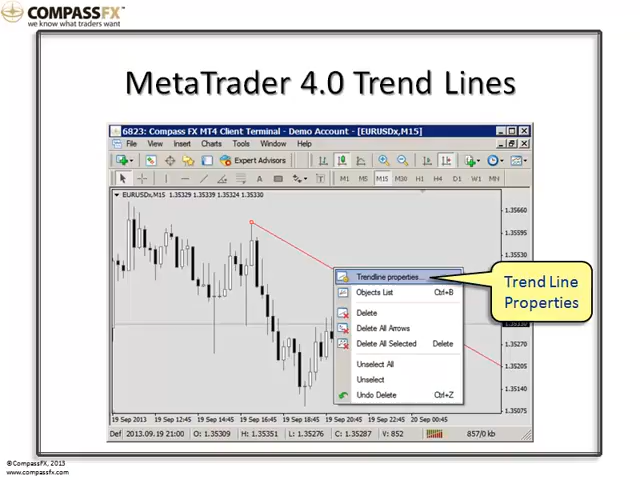 COMPASSFX
we know what traders want
MetaTrader 4.0 Trend Lines
6823: Compass FX MT4 Client Terminal - Demo Account - [EURUSDx,M15]
File View Insert Charts Tools Window Help
Expert Advisors
A T M1 M5 M15 M30 H1 H4 D1 W1 MN
EURUSDx,M15 1.35329 1.35339 1.35324 1.35330
1.35660
1.35595
1.35530
Trendline properties...
Objects List Ctrl+B
Delete
Delete All Arrows
Delete All Selected Delete
Unselect All
Unselect
Undo Delete Ctrl+Z
Trend Line
Properties
1.35270
1.35205
1.35140
1.35075
19 Sep 2013 19 Sep 12:45 19 Sep 14:45 19 Sep 16:45 19 Sep 18:45 19 Sep 20:45 19 Sep 22:45 20 Sep 00:45
Def 2013.09.19 21:00 O: 1.35309 H: 1.35351 L: 1.35276 C: 1.35287 V: 852 857/0 kb
©CompassFX, 2013
www.compassfx.com